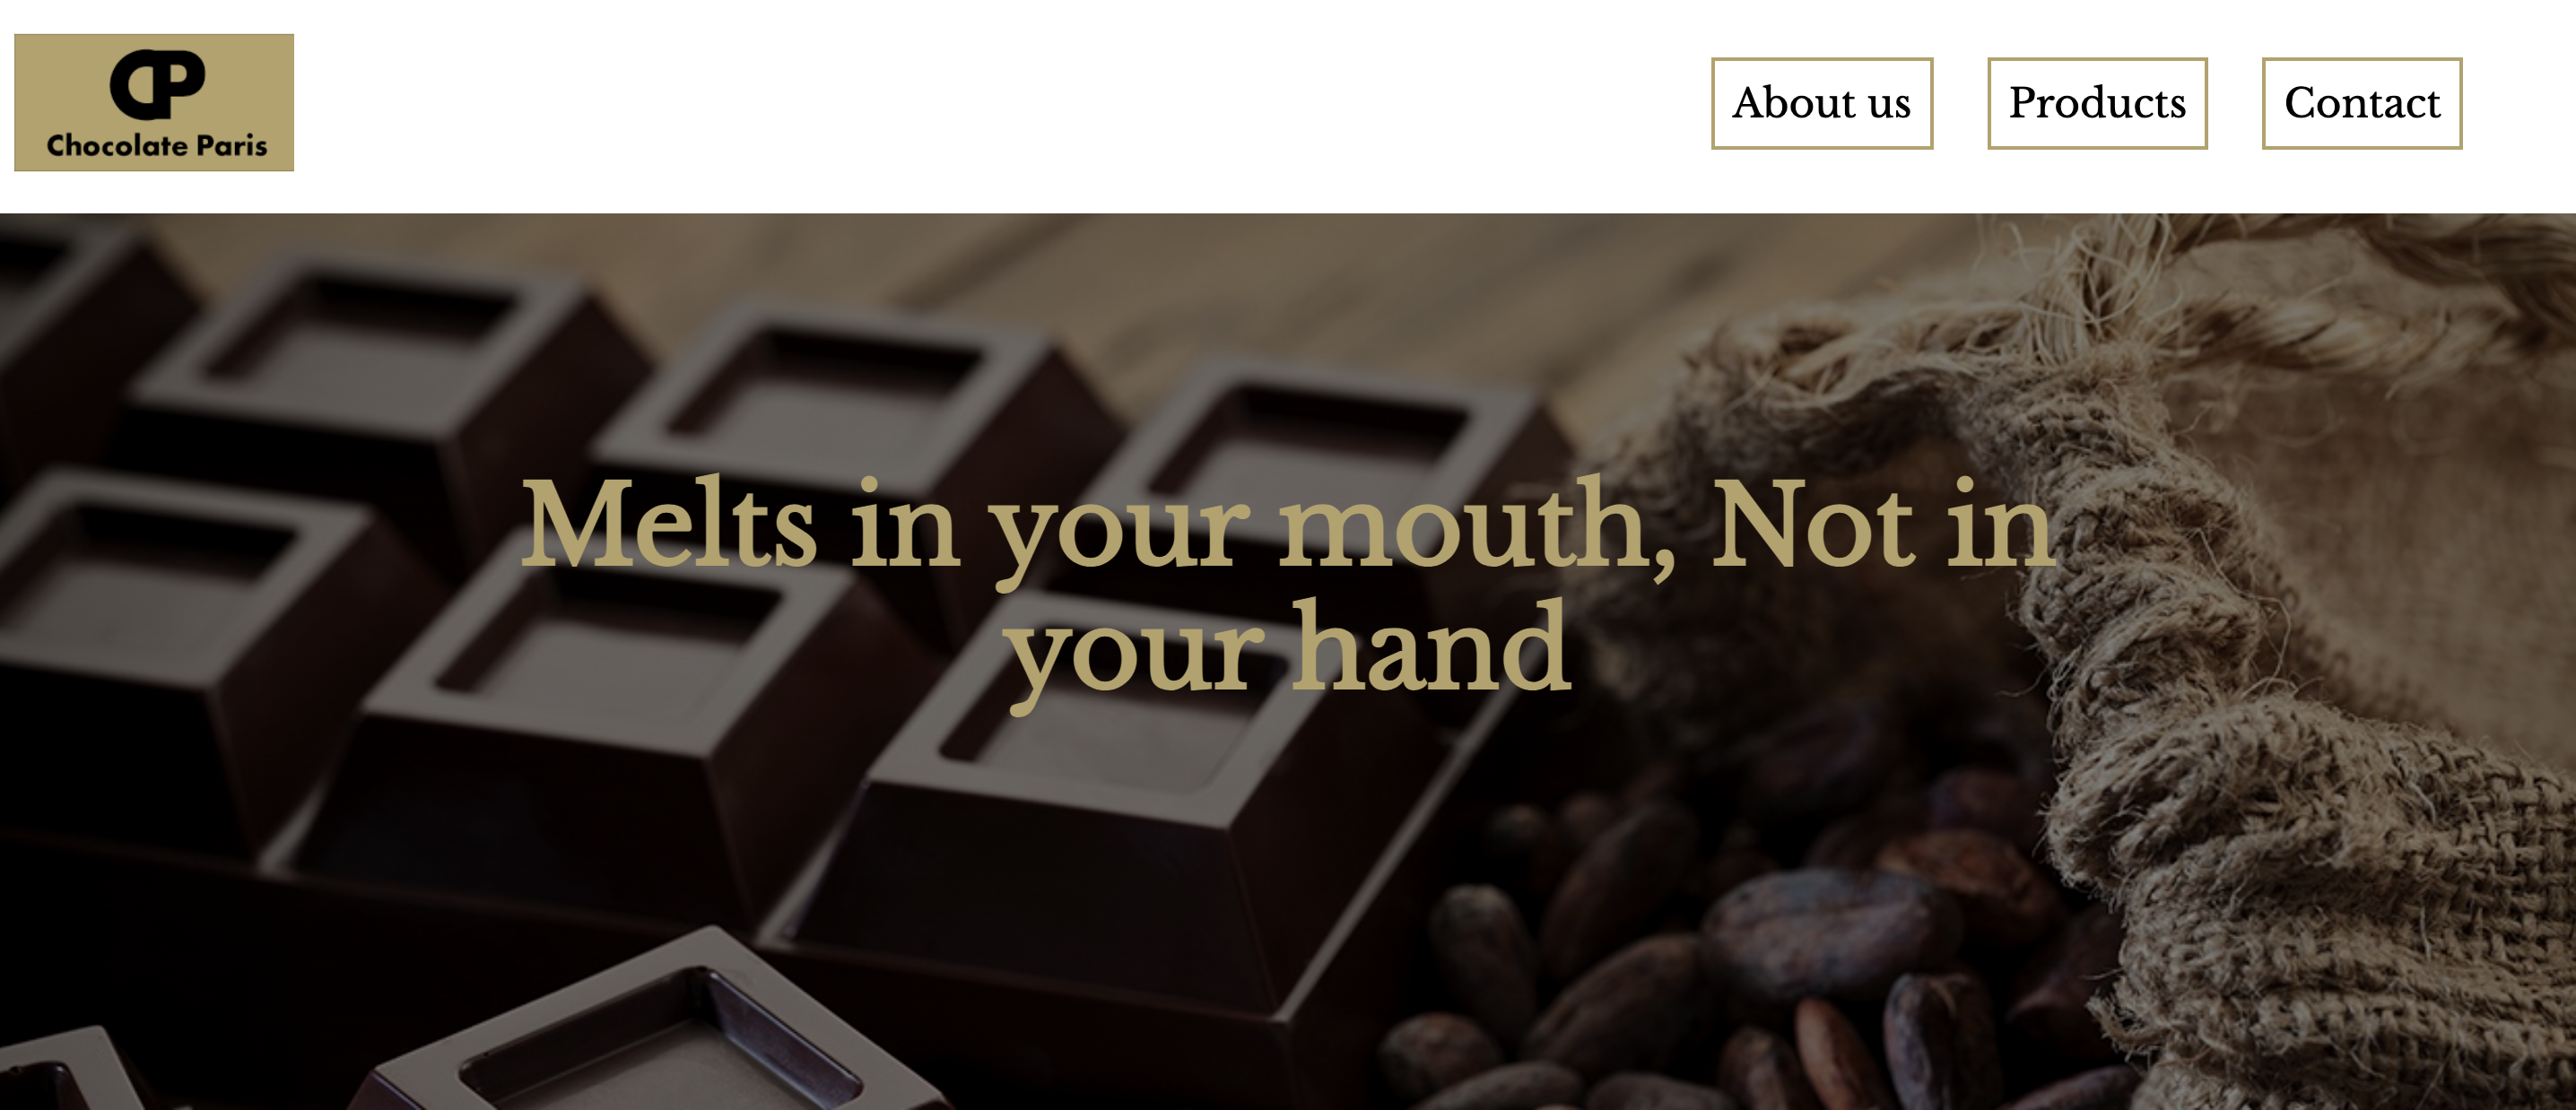 CP
Chocolate Paris
About us
Products
Contact
Melts in your mouth, Not in
your hand